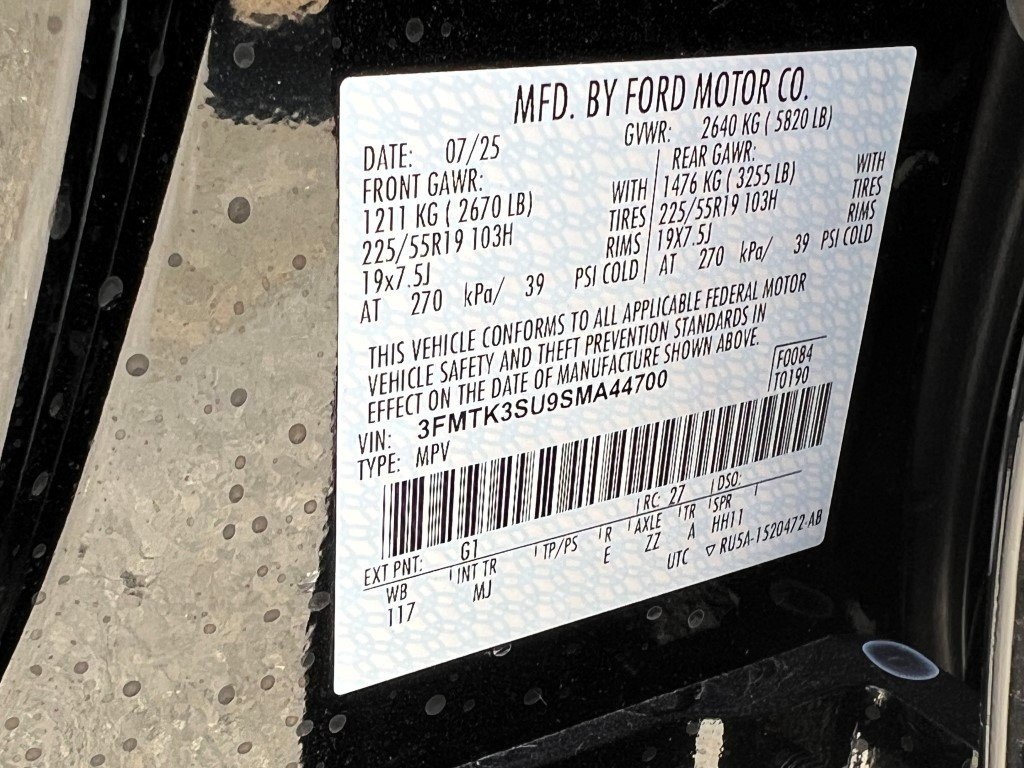 MFD. BY FORD MOTOR CO.
DATE: 07/25 GVWR: 2640 KG ( 5820 LB)
FRONT GAWR: REAR GAWR:
1211 KG ( 2670 LB) WITH 1476 KG ( 3255 LB) WITH
225/55R19 103H TIRES 225/55R19 103H TIRES
19x7.5J RIMS 19X7.5J RIMS
AT 270 kPa/ 39 PSI COLD AT 270 kPa/ 39 PSI COLD
THIS VEHICLE CONFORMS TO ALL APPLICABLE FEDERAL MOTOR
VEHICLE SAFETY AND THEFT PREVENTION STANDARDS IN
EFFECT ON THE DATE OF MANUFACTURE SHOWN ABOVE.
VIN: 3FMTK3SU9SMA44700 F0084
TYPE: MPV T0190
EXT PNT: G1 RC: 27 DSO:
WB INT TR TP/PS R AXLE TR SPR
117 MJ E ZZ A HH11
UTC ▽ RU5A-1520472-AB